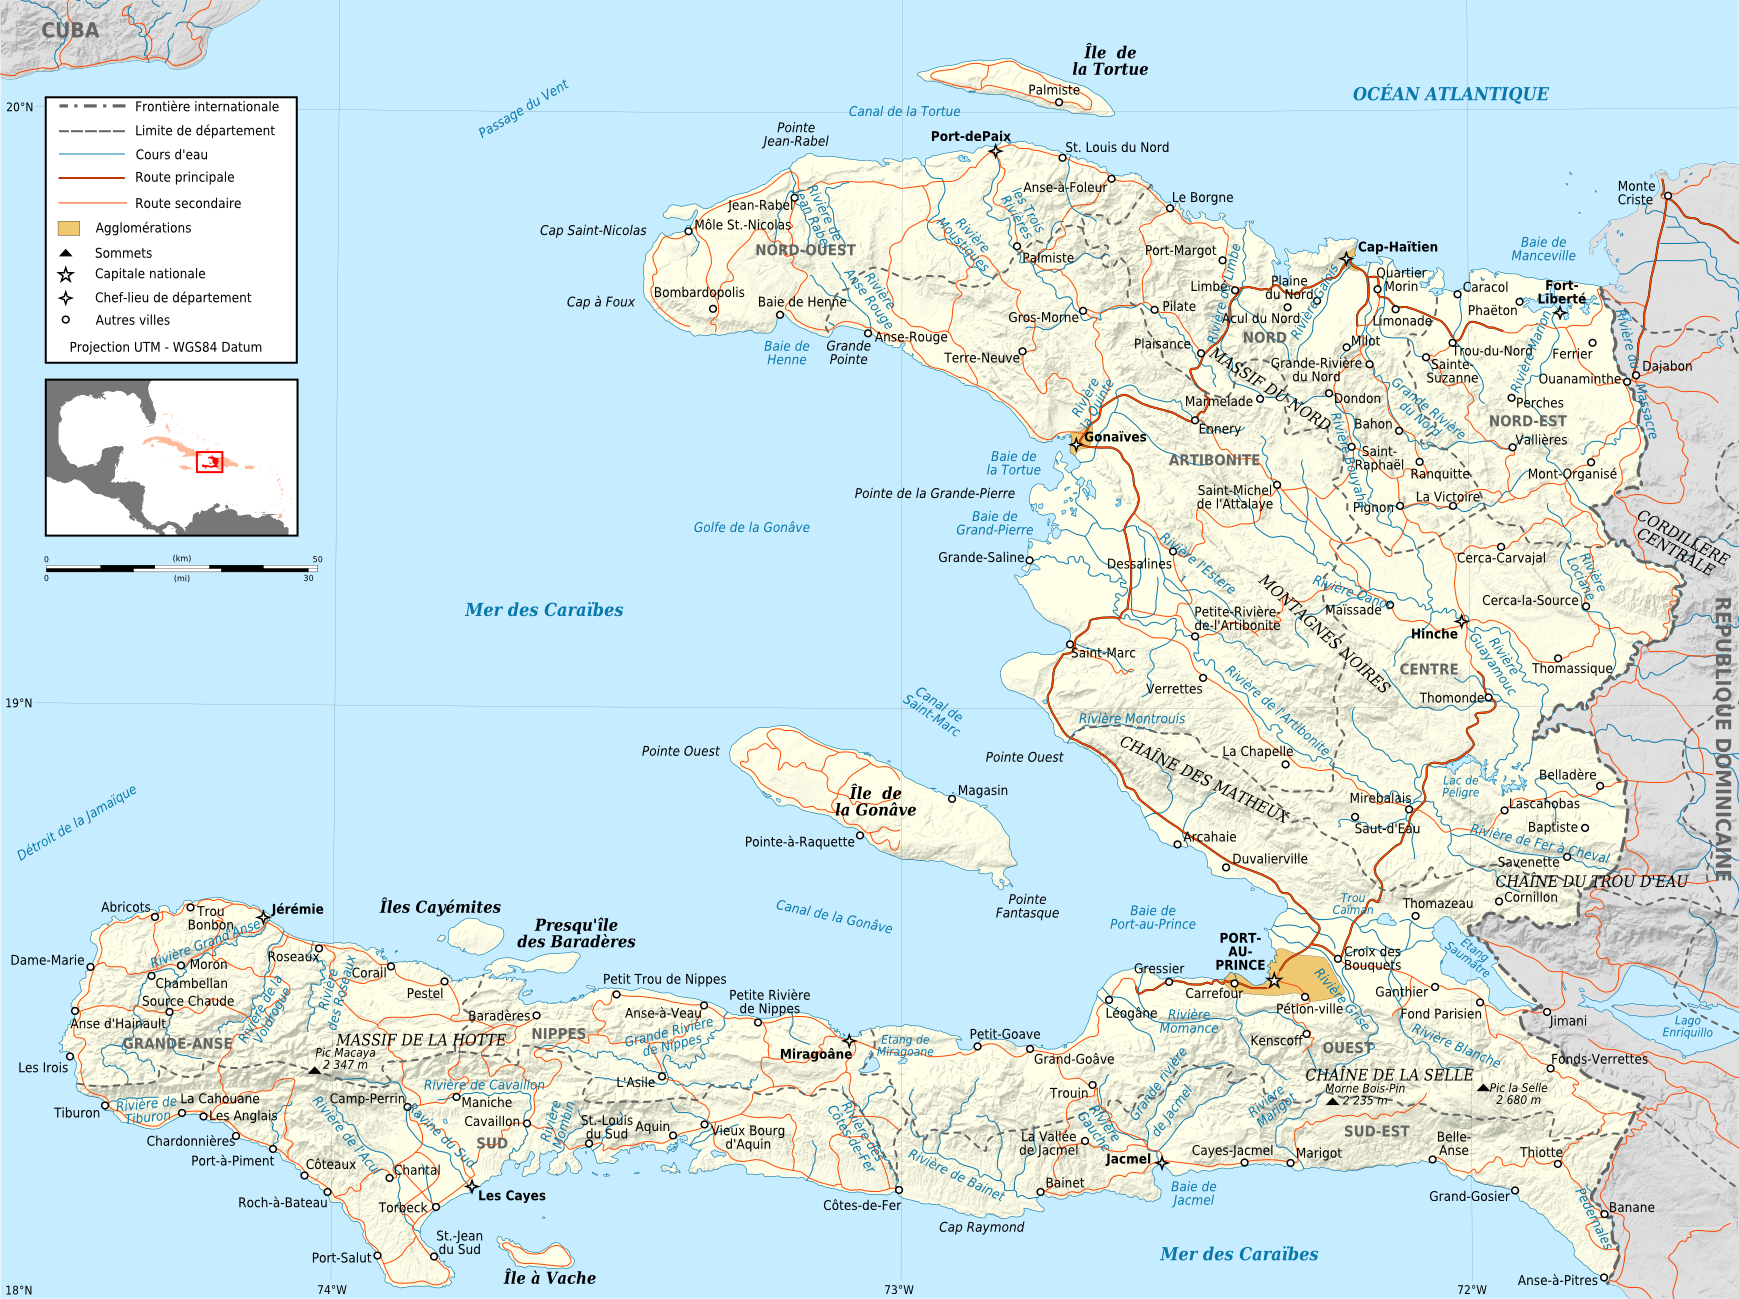 CUBA
20°N
19°N
18°N
74°W
73°W
72°W
Frontière internationale
Limite de département
Cours d'eau
Route principale
Route secondaire
Agglomérations
Sommets
Capitale nationale
Chef-lieu de département
Autres villes
Projection UTM - WGS84 Datum
0
(km)
50
0
(mi)
30
Passage du Vent
Canal de la Tortue
Île de
la Tortue
Palmiste
OCÉAN ATLANTIQUE
Pointe
Jean-Rabel
Port-dePaix
St. Louis du Nord
Anse-à-Foleur
Le Borgne
Monte
Criste
Jean-Rabel
Rivière de
Jean Rabel
les Trois
Rivières
Cap Saint-Nicolas
Môle St.-Nicolas
NORD-OUEST
Rivière
Moustiques
Palmiste
Port-Margot
Rivière de Limbe
Cap-Haïtien
Baie de
Manceville
Cap à Foux
Bombardopolis
Baie de Henne
Rivière
Anse Rouge
Limbé
Plaine
du Nord
Rivière Galois
Quartier
Morin
Caracol
Fort-
Liberté
Phaëton
Gros-Morne
Pilate
Acul du Nord
Limonade
Baie de
Henne
Grande
Pointe
Anse-Rouge
Terre-Neuve
Plaisance
NORD
Milot
Trou-du-Nord
Rivière Marion
Ferrier
Rivière du Massacre
Grande-Rivière
du Nord
Sainte-
Suzanne
Ouanaminthe
Dajabon
MASSIF DU NORD
Rivière
la Quinte
Marmelade
Dondon
Grande Rivière
du Nord
Perches
NORD-EST
Ennery
Bahon
Vallières
Gonaïves
Baie de
la Tortue
ARTIBONITE
Rivière Bouyaha
Saint-
Raphaël
Ranquitte
Mont-Organisé
Pointe de la Grande-Pierre
Saint-Michel
de l'Attalaye
La Victoire
Pignon
Golfe de la Gonâve
Baie de
Grand-Pierre
CORDILLERE
CENTRALE
Grande-Saline
Dessalines
Rivière l'Estere
Cerca-Carvajal
Rivière
Lociane
Mer des Caraïbes
MONTAGNES NOIRES
Rivière Canot
Maïssade
Cerca-la-Source
Petite-Rivière-
de-l'Artibonite
Hinche
RÉPUBLIQUE DOMINICAINE
Saint-Marc
Rivière
Guayamouc
Thomassique
CENTRE
Verrettes
Rivière de l'Artibonite
Thomonde
Canal de
Saint-Marc
Rivière Montrouis
Pointe Ouest
Pointe Ouest
CHAÎNE DES MATHEUX
La Chapelle
Lac de
Peligre
Belladère
Île de
la Gonâve
Magasin
Mirebalais
Lascahobas
Détroit de la Jamaïque
Saut-d'Eau
Baptiste
Pointe-à-Raquette
Arcahaie
Rivière de Fer à Cheval
Duvalierville
Savenette
CHAÎNE DU TROU D'EAU
Pointe
Fantasque
Trou
Caïman
Thomazeau
Cornillon
Canal de la Gonâve
Baie de
Port-au-Prince
Abricots
Trou
Bonbon
Jérémie
Îles Cayémites
Presqu'île
des Baradères
PORT-
AU-
PRINCE
Croix des
Bouquets
Etang
Saumâtre
Rivière Grand'Anse
Dame-Marie
Moron
Roseaux
Corail
Petit Trou de Nippes
Gressier
Chambellan
Pestel
Carrefour
Rivière Grise
Ganthier
Source Chaude
Rivière
des Roseaux
Petite Rivière
de Nippes
Pétion-ville
Fond Parisien
Jimani
Anse d'Hainault
Rivière de la
Voldrogue
Baradères
Anse-à-Veau
Léogâne
Rivière
Momance
Lago
Enriquillo
GRANDE-ANSE
MASSIF DE LA HOTTE
NIPPES
Grande Rivière
de Nippes
Miragoâne
Etang de
Miragoane
Petit-Goave
Kenscoff
OUEST
Rivière Blanche
Les Irois
Pic Macaya
2 347 m
Grand-Goâve
Fonds-Verrettes
L'Asile
Rivière de Cavaillon
CHAÎNE DE LA SELLE
Morne Bois-Pin
2 235 m
Pic la Selle
2 680 m
Tiburon
Rivière de
Tiburon
La Cahouane
Les Anglais
Camp-Perrin
Maniche
Trouin
Grande rivière
de Jacmel
Rivière
Marigot
Chardonnières
Rivière de l'Acul
Ravine du Sud
Cavaillon
Rivière
Mombin
St.-Louis
du Sud
Aquin
Vieux Bourg
d'Aquin
Rivière des
Côtes-de-Fer
Rivière
Gauche
La Vallée
de Jacmel
SUD-EST
Belle-
Anse
Port-à-Piment
SUD
Côteaux
Chantal
Jacmel
Cayes-Jacmel
Marigot
Thiotte
Roch-à-Bateau
Torbeck
Les Cayes
Côtes-de-Fer
Rivière de Bainet
Bainet
Baie de
Jacmel
Grand-Gosier
Pedernales
Banane
Cap Raymond
Port-Salut
St.-Jean
du Sud
Île à Vache
Mer des Caraïbes
Anse-à-Pitres